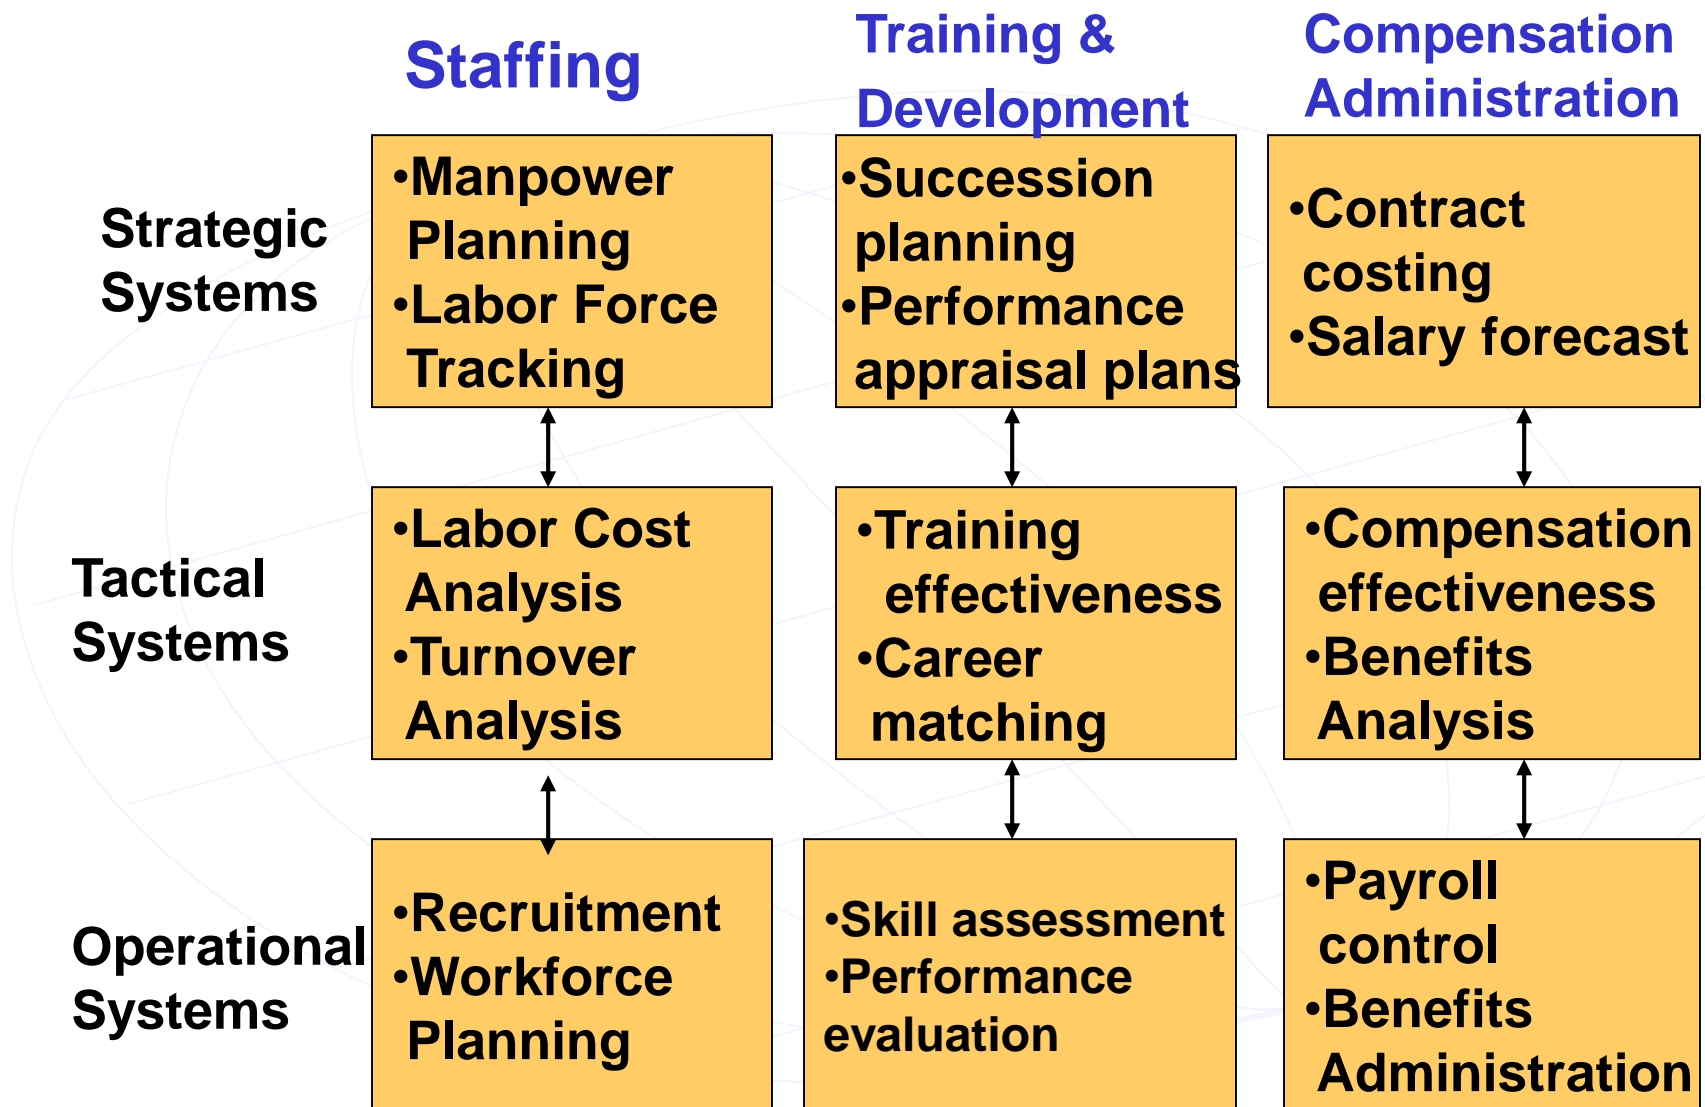 Staffing
Training &
Development
Compensation
Administration
Strategic
Systems
•Manpower
Planning
•Labor Force
Tracking
•Succession
planning
•Performance
appraisal plans
•Contract
costing
•Salary forecast
Tactical
Systems
•Labor Cost
Analysis
•Turnover
Analysis
•Training
effectiveness
•Career
matching
•Compensation
effectiveness
•Benefits
Analysis
Operational
Systems
•Recruitment
•Workforce
Planning
•Skill assessment
•Performance
evaluation
•Payroll
control
•Benefits
Administration